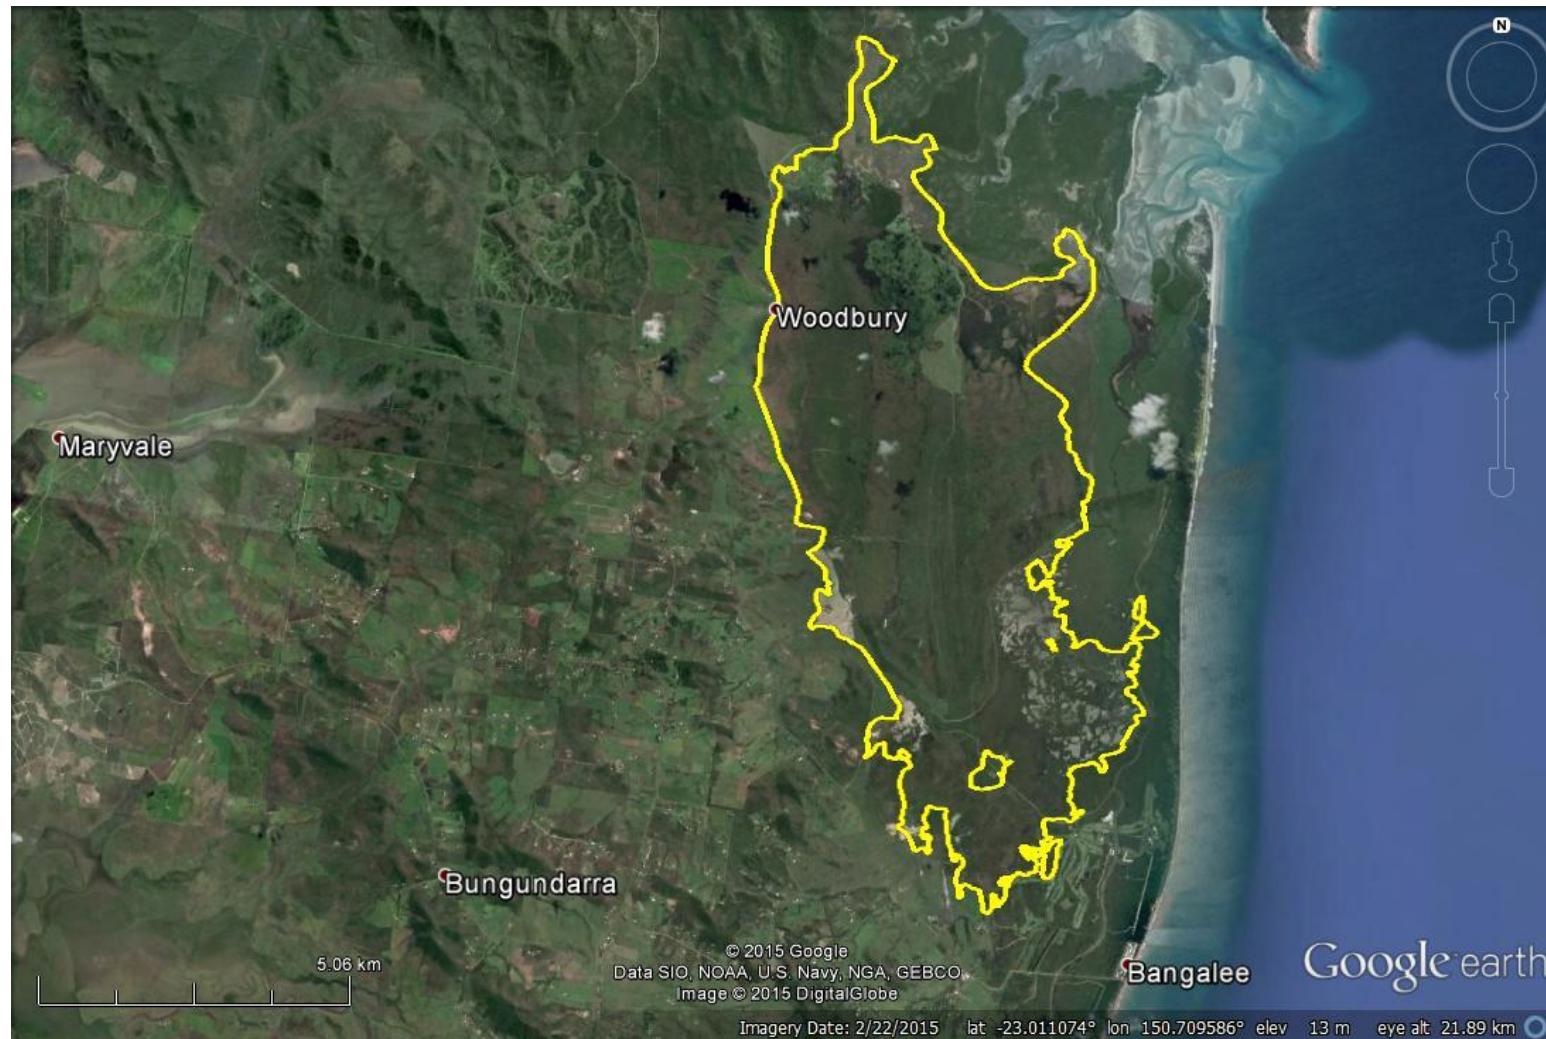 N
Woodbury
Maryvale
Bungundarra
5.06 km
© 2015 Google
Data SIO, NOAA, U.S. Navy, NGA, GEBCO
Image © 2015 DigitalGlobe
Bangalee
Google earth
Imagery Date: 2/22/2015 lat -23.011074° lon 150.709586° elev 13 m eye alt 21.89 km